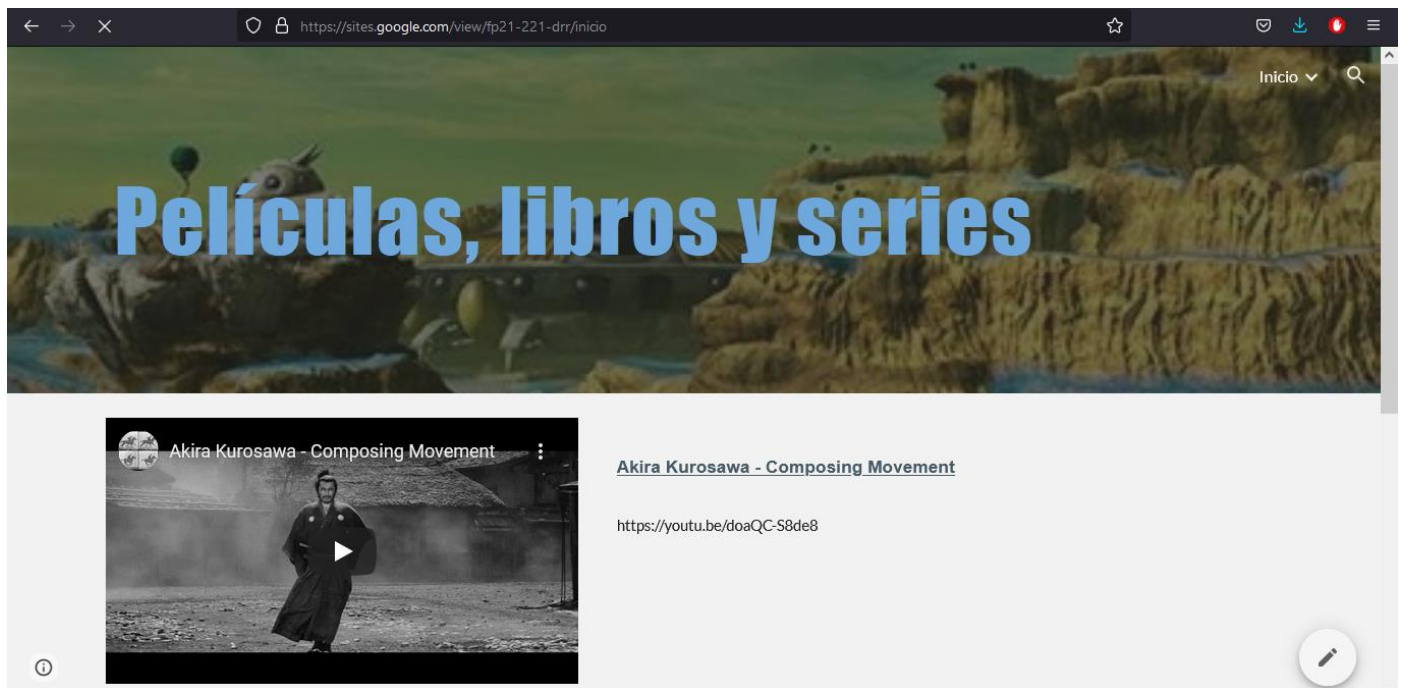 https://sites.google.com/view/fp21-221-drr/inicio
Inicio
Películas, libros y series
Akira Kurosawa - Composing Movement
Akira Kurosawa - Composing Movement
https://youtu.be/doaQC-S8de8